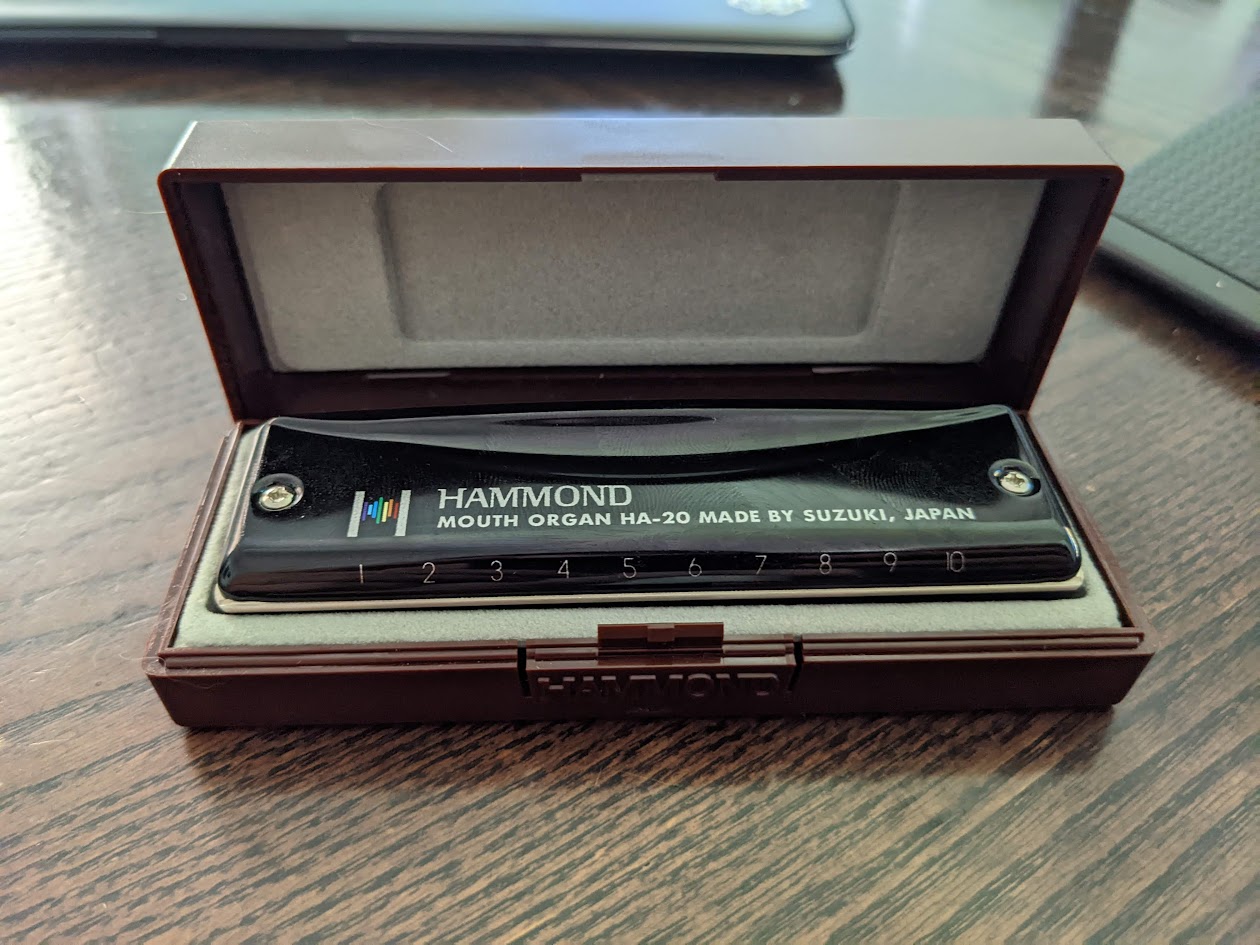 HAMMOND
MOUTH ORGAN HA-20 MADE BY SUZUKI, JAPAN
1 2 3 4 5 6 7 8 9 10
HAMMOND